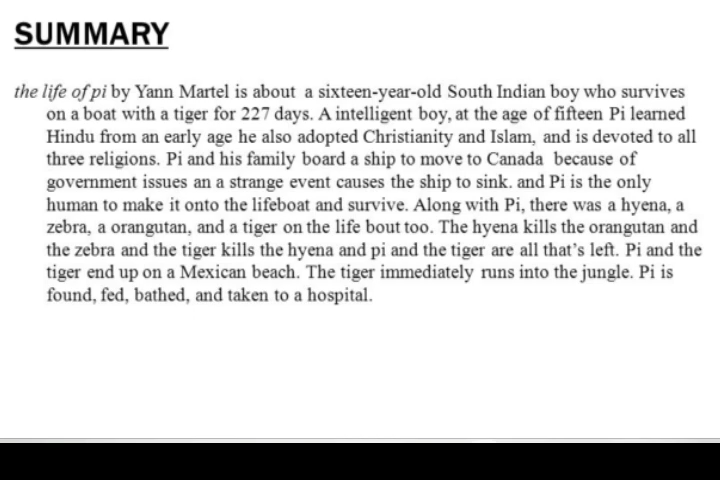 SUMMARY
the life of pi by Yann Martel is about a sixteen-year-old South Indian boy who survives
on a boat with a tiger for 227 days. A intelligent boy, at the age of fifteen Pi learned
Hindu from an early age he also adopted Christianity and Islam, and is devoted to all
three religions. Pi and his family board a ship to move to Canada because of
government issues an a strange event causes the ship to sink. and Pi is the only
human to make it onto the lifeboat and survive. Along with Pi, there was a hyena, a
zebra, a orangutan, and a tiger on the life bout too. The hyena kills the orangutan and
the zebra and the tiger kills the hyena and pi and the tiger are all that's left. Pi and the
tiger end up on a Mexican beach. The tiger immediately runs into the jungle. Pi is
found, fed, bathed, and taken to a hospital.